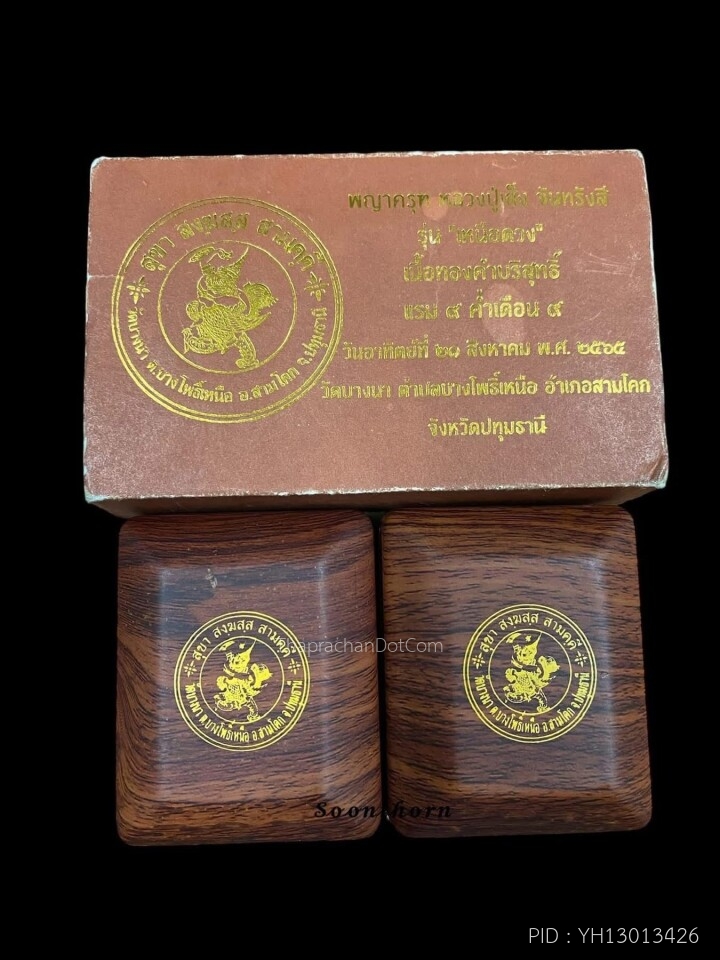 สุขา สงฺฆสฺส สามคฺคี
วัดบางนา ต.บางโพธิ์เหนือ อ.สามโคก จ.ปทุมธานี
พญาครุฑ หลวงปู่เส็ง จันทรังสี
รุ่น "เหนือดวง"
เนื้อทองคำบริสุทธิ์
แรม ๙ ค่ำเดือน ๙
วันอาทิตย์ที่ ๒๑ สิงหาคม พ.ศ. ๒๕๖๕
วัดบางนา ตำบลบางโพธิ์เหนือ อำเภอสามโคก
จังหวัดปทุมธานี
สุขา สงฺฆสฺส สามคฺคี
วัดบางนา ต.บางโพธิ์เหนือ อ.สามโคก จ.ปทุมธานี
สุขา สงฺฆสฺส สามคฺคี
วัดบางนา ต.บางโพธิ์เหนือ อ.สามโคก จ.ปทุมธานี
aprachanDotCom
Soonthorn
PID : YH13013426